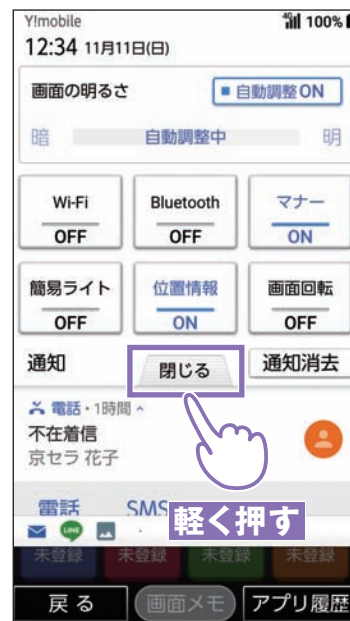 Y!mobile 4G 100%
12:34 11月11日(日)
画面の明るさ ■自動調整ON
暗 自動調整中 明
Wi-Fi Bluetooth マナー
OFF OFF ON
簡易ライト 位置情報 画面回転
OFF ON OFF
通知 閉じる 通知消去
電話・1時間
不在着信
京セラ 花子
電話 SMS
軽く押す
LINE
未登録 未登録 未登録 未登録
戻る 画面メモ アプリ履歴